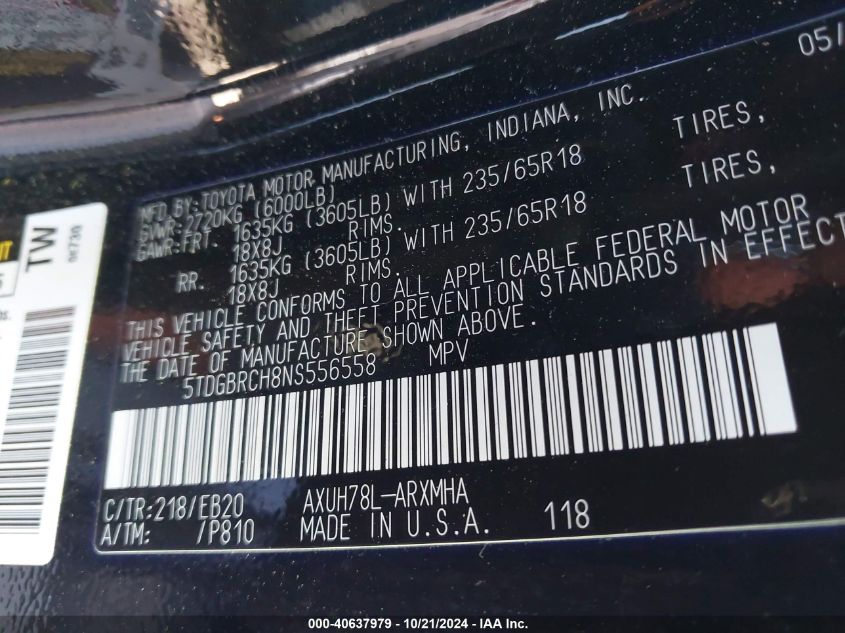 05/
MFD.BY:TOYOTA MOTOR MANUFACTURING, INDIANA, INC.
GVWR:2720KG (6000LB)
GAWR:FRT. 1635KG (3605LB) WITH 235/65R18 TIRES,
18X8J RIMS.
RR. 1635KG (3605LB) WITH 235/65R18 TIRES,
18X8J RIMS.
THIS VEHICLE CONFORMS TO ALL APPLICABLE FEDERAL MOTOR
VEHICLE SAFETY AND THEFT PREVENTION STANDARDS IN EFFECT
THE DATE OF MANUFACTURE SHOWN ABOVE.
5TDGBRCH8NS556558 MPV
C/TR:218/EB20 AXUH78L-ARXMHA
A/TM: /P810 MADE IN U.S.A. 118
TW
000-40637979 - 10/21/2024 - IAA Inc.